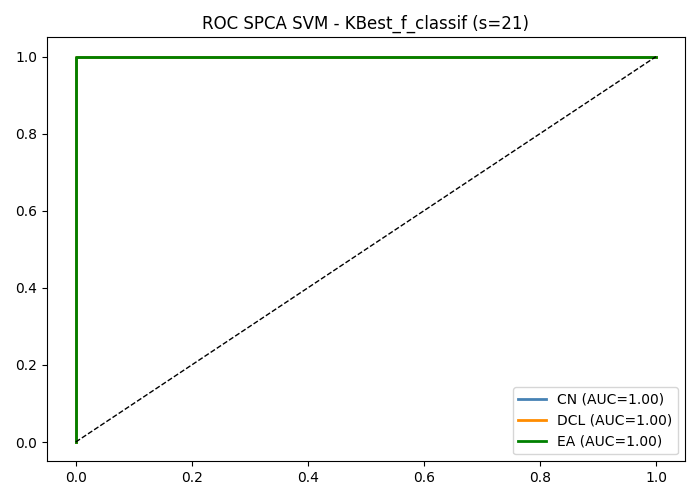 ROC SPCA SVM - KBest_f_classif (s=21)
1.0
0.8
0.6
0.4
0.2
0.0
CN (AUC=1.00)
DCL (AUC=1.00)
EA (AUC=1.00)
0.0 0.2 0.4 0.6 0.8 1.0